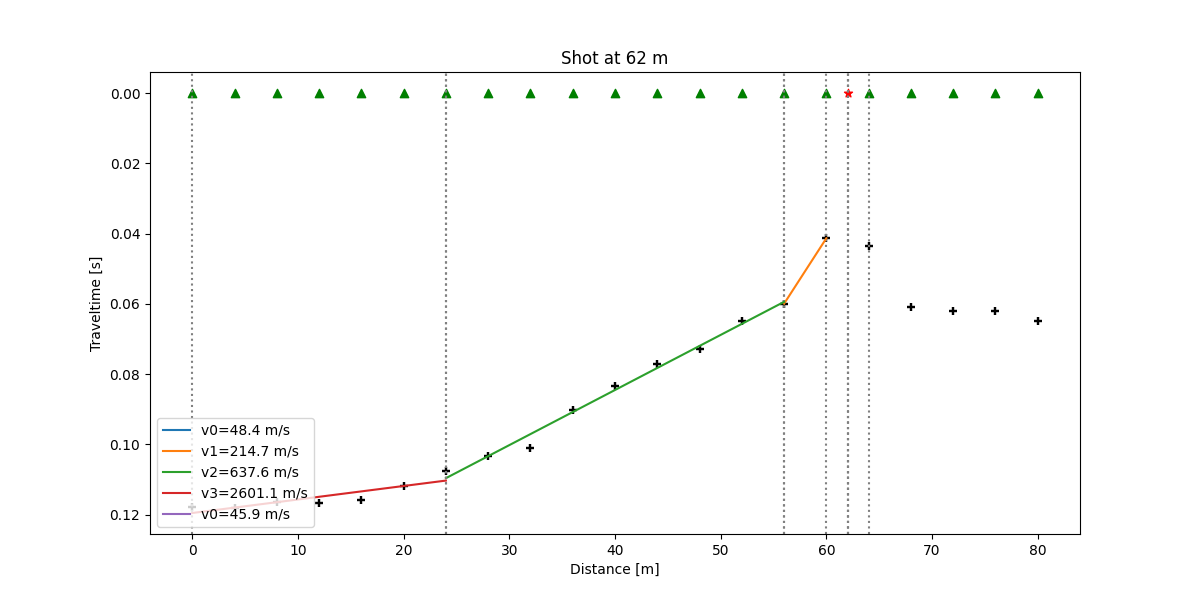 Shot at 62 m
0.00
0.02
0.04
0.06
0.08
0.10
0.12
Traveltime [s]
v0=48.4 m/s
v1=214.7 m/s
v2=637.6 m/s
v3=2601.1 m/s
v0=45.9 m/s
0 10 20 30 40 50 60 70 80
Distance [m]